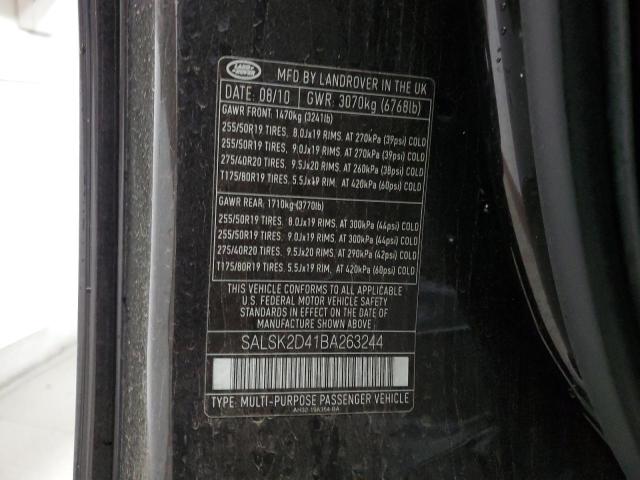 LAND ROVER
MFD BY LANDROVER IN THE UK
DATE: 08/10 GWR: 3070kg (6768lb)
GAWR FRONT: 1470kg (3241lb)
255/50R19 TIRES, 8.0Jx19 RIMS, AT 270kPa (39psi) COLD
255/50R19 TIRES, 9.0Jx19 RIMS, AT 270kPa (39psi) COLD
275/40R20 TIRES, 9.5Jx20 RIMS, AT 260kPa (38psi) COLD
T175/80R19 TIRES, 5.5Jx19 RIM, AT 420kPa (60psi) COLD
GAWR REAR: 1710kg (3770lb)
255/50R19 TIRES, 8.0Jx19 RIMS, AT 300kPa (44psi) COLD
255/50R19 TIRES, 9.0Jx19 RIMS, AT 300kPa (44psi) COLD
275/40R20 TIRES, 9.5Jx20 RIMS, AT 290kPa (42psi) COLD
T175/80R19 TIRES, 5.5Jx19 RIM, AT 420kPa (60psi) COLD
THIS VEHICLE CONFORMS TO ALL APPLICABLE
U.S. FEDERAL MOTOR VEHICLE SAFETY
STANDARDS IN EFFECT ON THE DATE OF
MANUFACTURE SHOWN ABOVE
SALSK2D41BA263244
TYPE: MULTI-PURPOSE PASSENGER VEHICLE